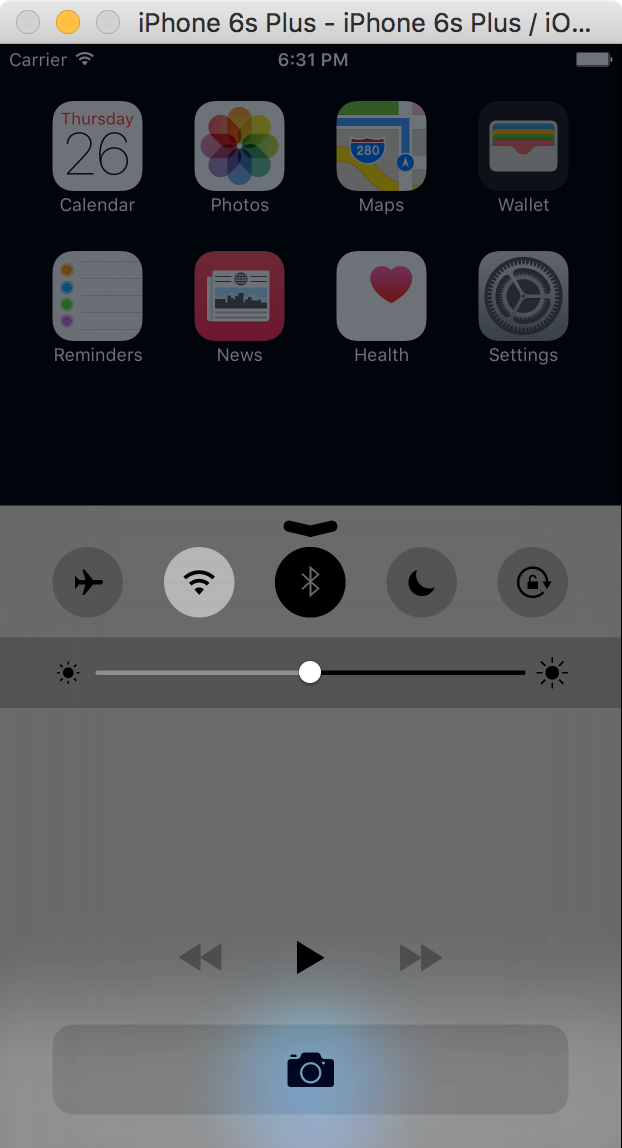 iPhone 6s Plus - iPhone 6s Plus / iO...
Carrier 6:31 PM
Thursday
26
280
Calendar Photos Maps Wallet
Reminders News Health Settings